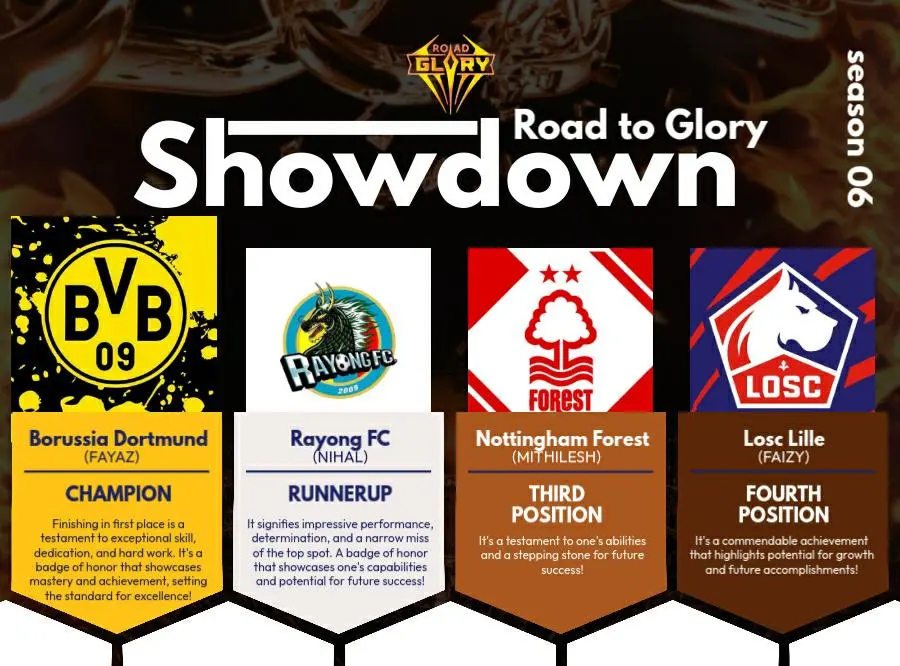 ROAD
GLORY
Road to Glory
Showdown
season 06
BVB
09
Borussia Dortmund
(FAYAZ)
CHAMPION
Finishing in first place is a
testament to exceptional skill,
dedication, and hard work. It's a
badge of honor that showcases
mastery and achievement, setting
the standard for excellence!
RAYONG FC
2009
Rayong FC
(NIHAL)
RUNNERUP
It signifies impressive performance,
determination, and a narrow miss
of the top spot. A badge of honor
that showcases one's capabilities
and potential for future success!
FOREST
Nottingham Forest
(MITHILESH)
THIRD
POSITION
It's a testament to one's abilities
and a stepping stone for future
success!
LOSC
Losc Lille
(FAIZY)
FOURTH
POSITION
It's a commendable achievement
that highlights potential for growth
and future accomplishments!